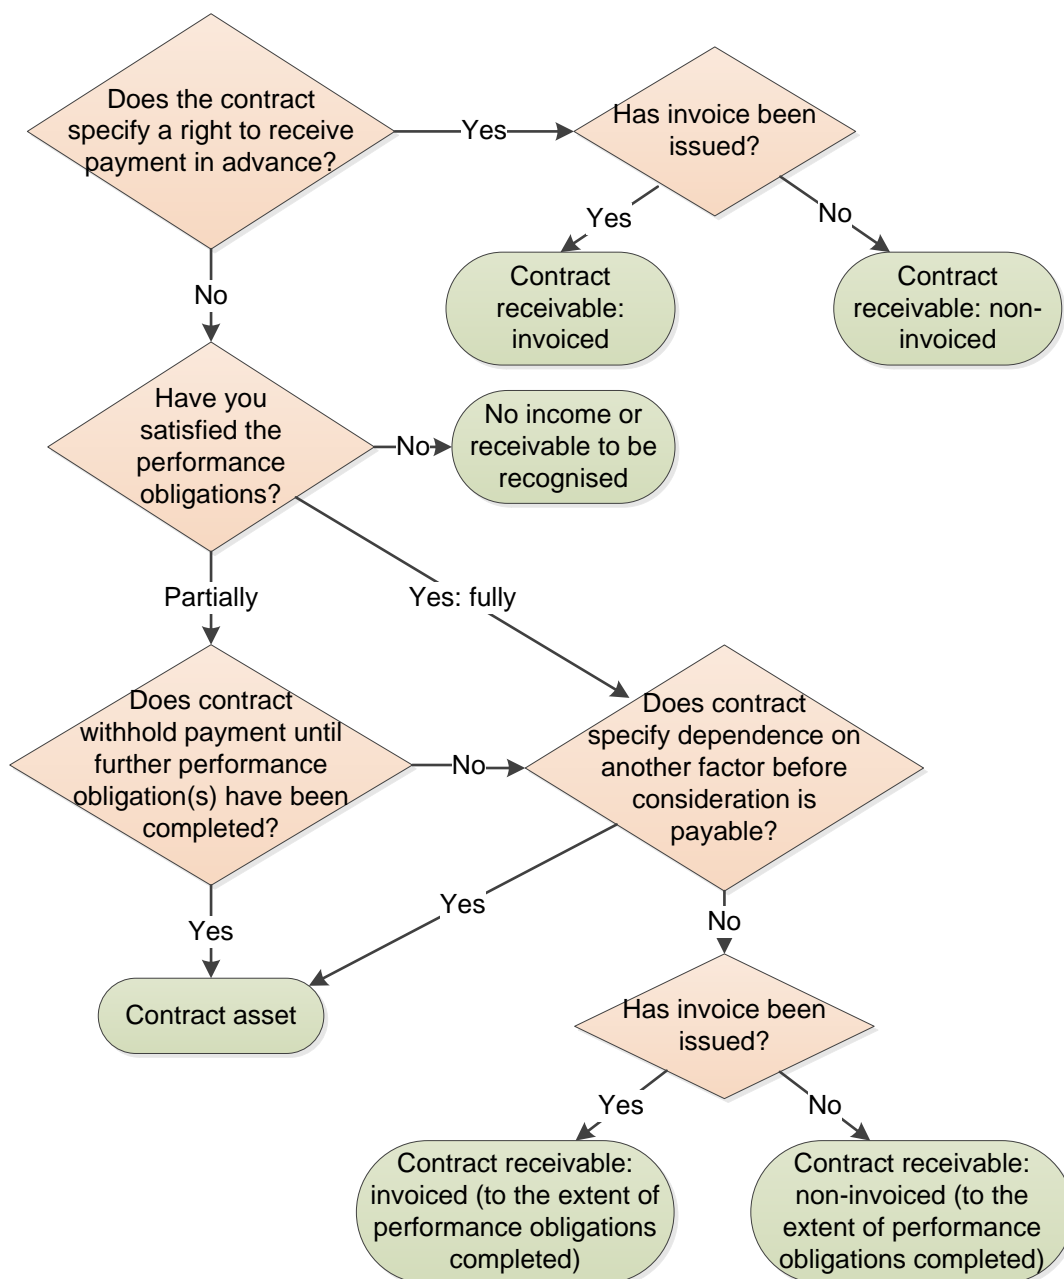 Does the contract
specify a right to receive
payment in advance?
Yes
Has invoice been
issued?
Yes
No
Contract
receivable:
invoiced
Contract
receivable: non-
invoiced
No
Have you
satisfied the
performance
obligations?
No
No income or
receivable to be
recognised
Partially
Yes: fully
Does contract
withhold payment until
further performance
obligation(s) have been
completed?
No
Does contract
specify dependence on
another factor before
consideration is
payable?
Yes
Yes
No
Contract asset
Has invoice been
issued?
Yes
No
Contract receivable:
invoiced (to the extent of
performance obligations
completed)
Contract receivable:
non-invoiced (to the
extent of performance
obligations completed)